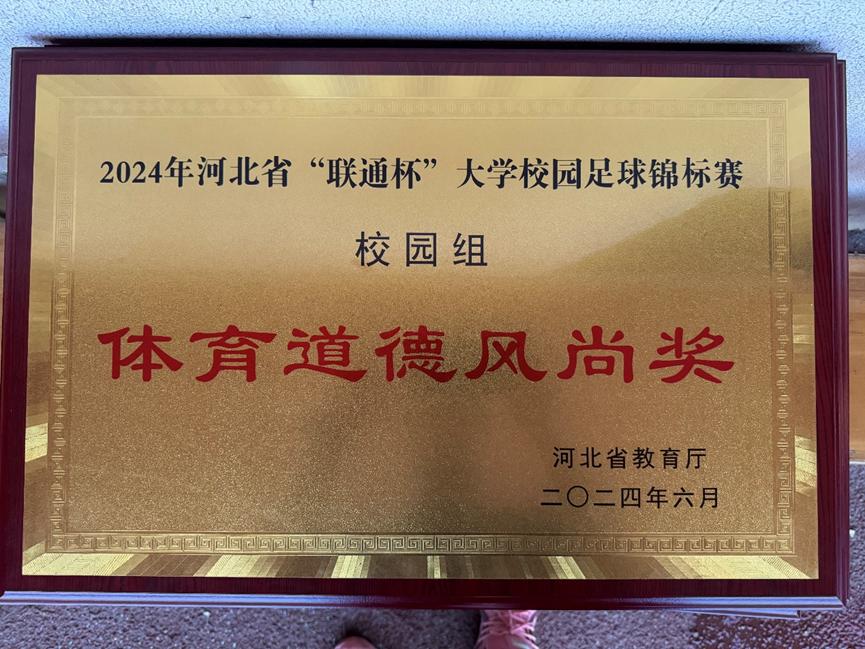 2024年河北省“联通杯”大学校园足球锦标赛
校园组
体育道德风尚奖
河北省教育厅
二〇二四年六月